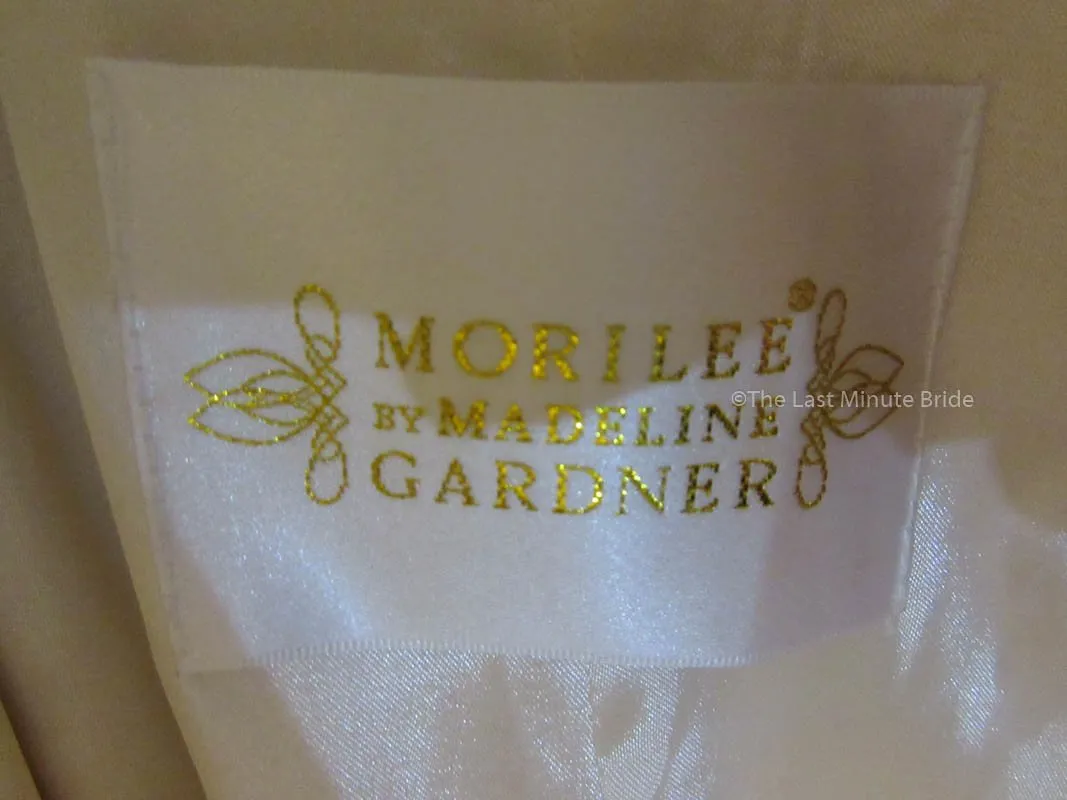 MORILEE®
BY MADELINE
GARDNER
©The Last Minute Bride